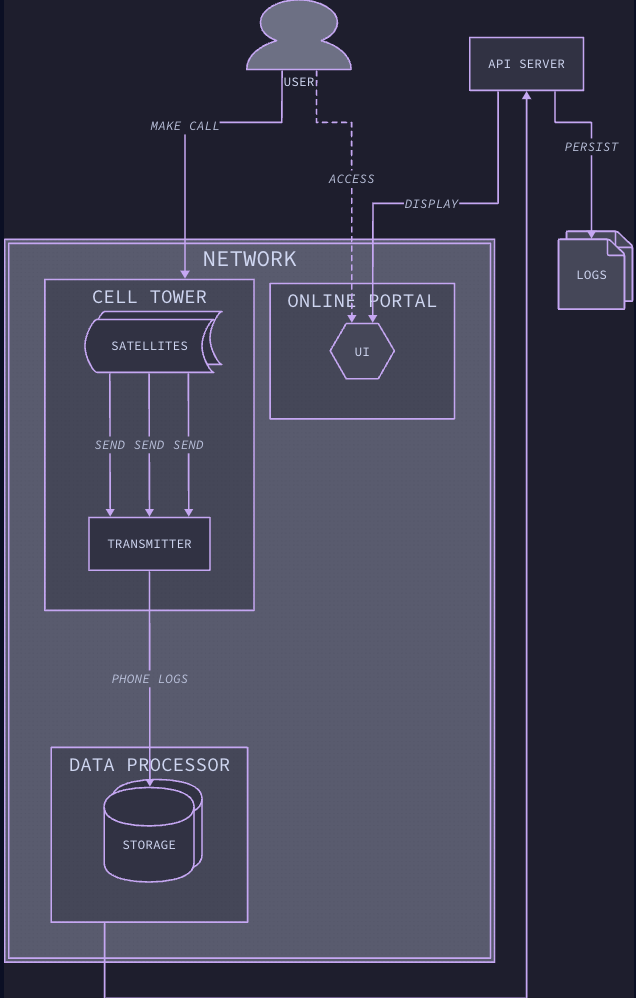 USER
API SERVER
MAKE CALL
PERSIST
ACCESS
DISPLAY
NETWORK
LOGS
CELL TOWER
ONLINE PORTAL
SATELLITES
UI
SEND SEND SEND
TRANSMITTER
PHONE LOGS
DATA PROCESSOR
STORAGE